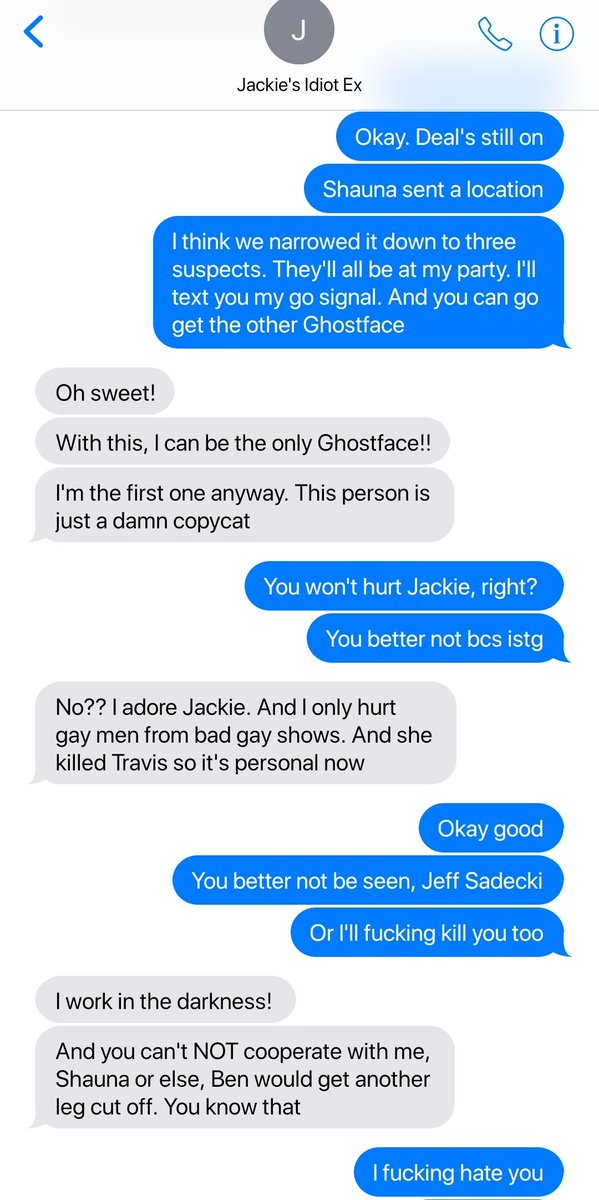 J
Jackie's Idiot Ex
Okay. Deal's still on
Shauna sent a location
I think we narrowed it down to three
suspects. They'll all be at my party. I'll
text you my go signal. And you can go
get the other Ghostface
Oh sweet!
With this, I can be the only Ghostface!!
I'm the first one anyway. This person is
just a damn copycat
You won't hurt Jackie, right?
You better not bcs istg
No?? I adore Jackie. And I only hurt
gay men from bad gay shows. And she
killed Travis so it's personal now
Okay good
You better not be seen, Jeff Sadecki
Or I'll fucking kill you too
I work in the darkness!
And you can't NOT cooperate with me,
Shauna or else, Ben would get another
leg cut off. You know that
I fucking hate you